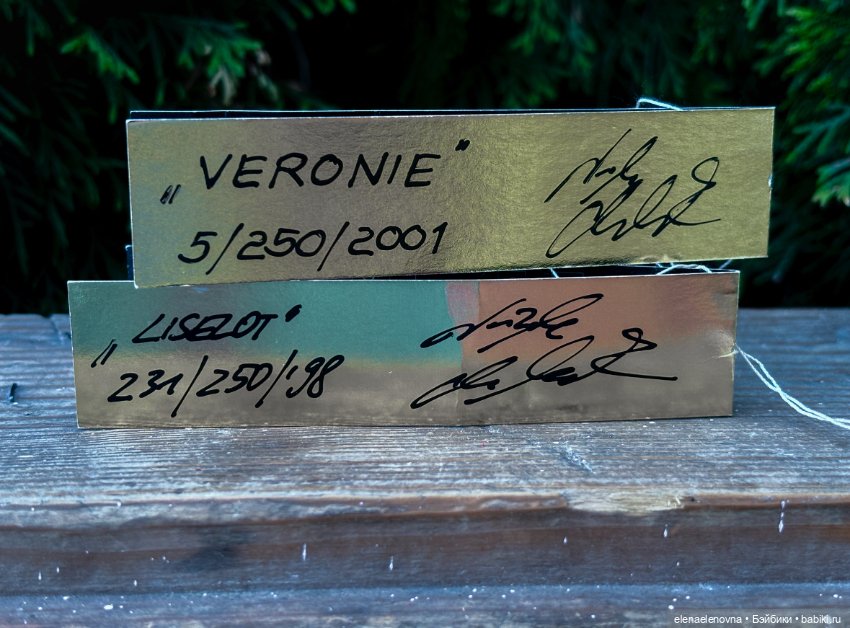 „VERONIE"
5/250/2001
„LISELOT"
231/250/'98
elenaelenovna • Бэйбики • babiki.ru